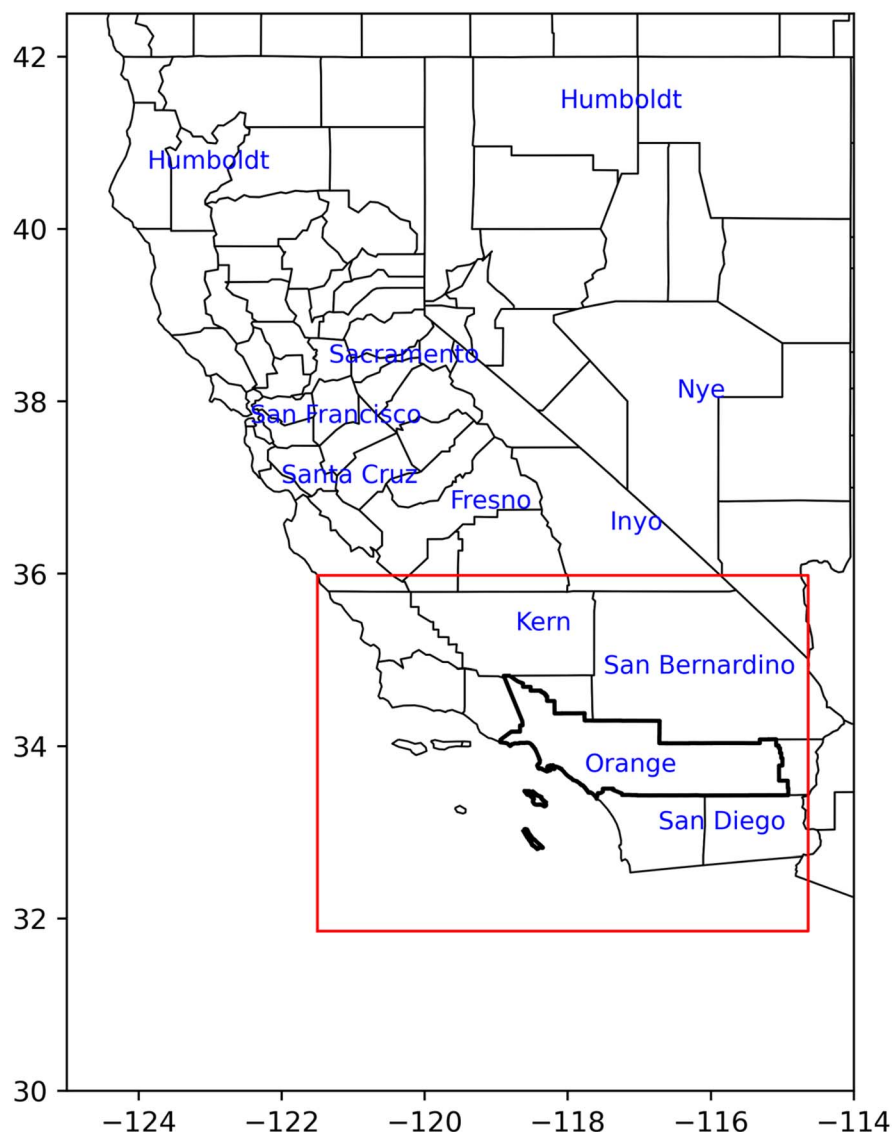 42
Humboldt
Humboldt
40
Sacramento
Nye
38
San Francisco
Santa Cruz
Fresno
Inyo
36
Kern
San Bernardino
34
Orange
San Diego
32
30
−124
−122
−120
−118
−116
−114